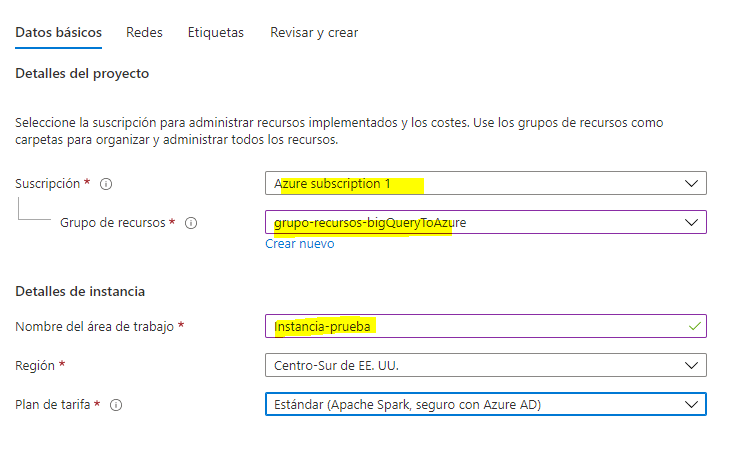 Datos básicos Redes Etiquetas Revisar y crear
Detalles del proyecto
Seleccione la suscripción para administrar recursos implementados y los costes. Use los grupos de recursos como
carpetas para organizar y administrar todos los recursos.
Suscripción * Azure subscription 1
Grupo de recursos * grupo-recursos-bigQueryToAzure
Crear nuevo
Detalles de instancia
Nombre del área de trabajo * Instancia-prueba
Región * Centro-Sur de EE. UU.
Plan de tarifa * Estándar (Apache Spark, seguro con Azure AD)